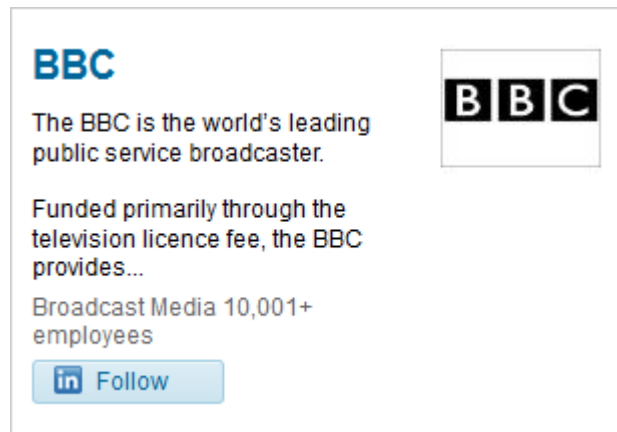 BBC
BBC
The BBC is the world's leading
public service broadcaster.
Funded primarily through the
television licence fee, the BBC
provides...
Broadcast Media 10,001+
employees
in Follow